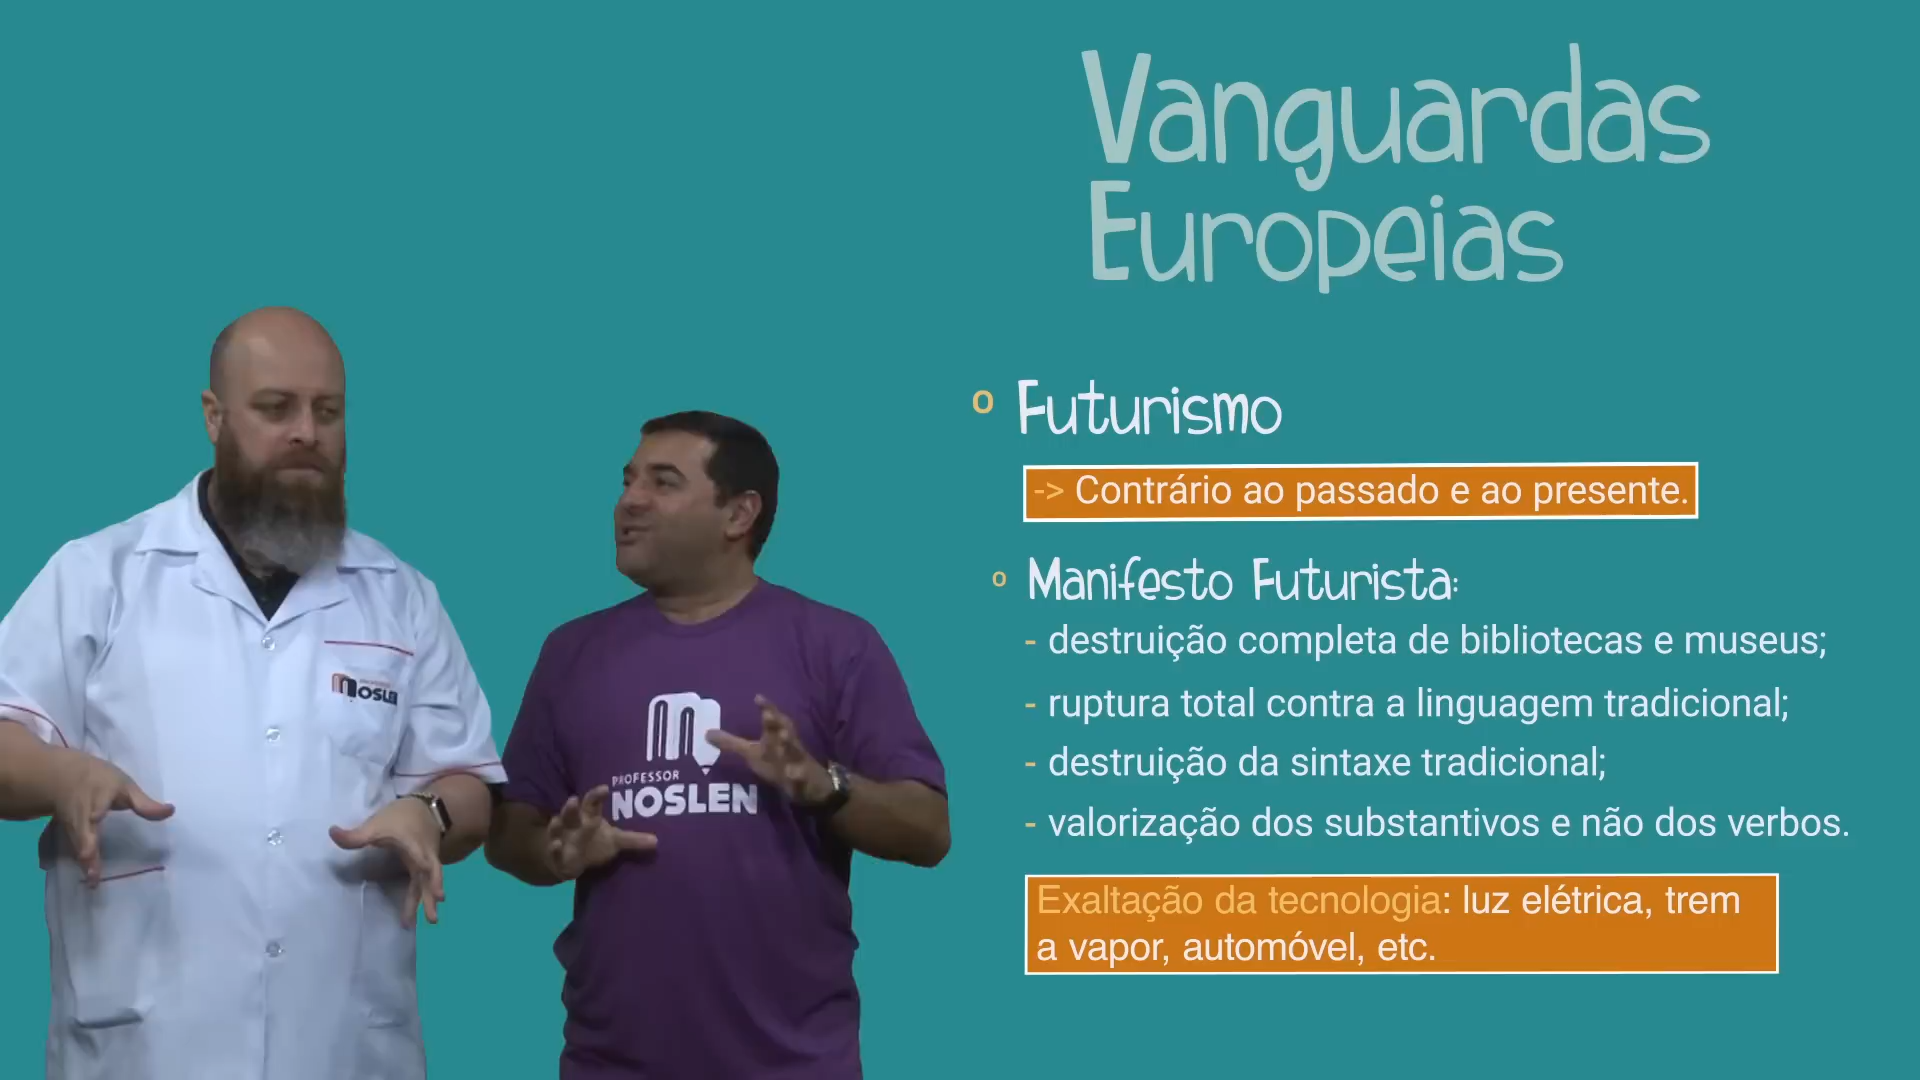 Vanguardas
Europeias
o Futurismo
-> Contrário ao passado e ao presente.
o Manifesto Futurista:
- destruição completa de bibliotecas e museus;
- ruptura total contra a linguagem tradicional;
- destruição da sintaxe tradicional;
- valorização dos substantivos e não dos verbos.
Exaltação da tecnologia: luz elétrica, trem
a vapor, automóvel, etc.
NOSLEN
PROFESSOR
NOSLEN